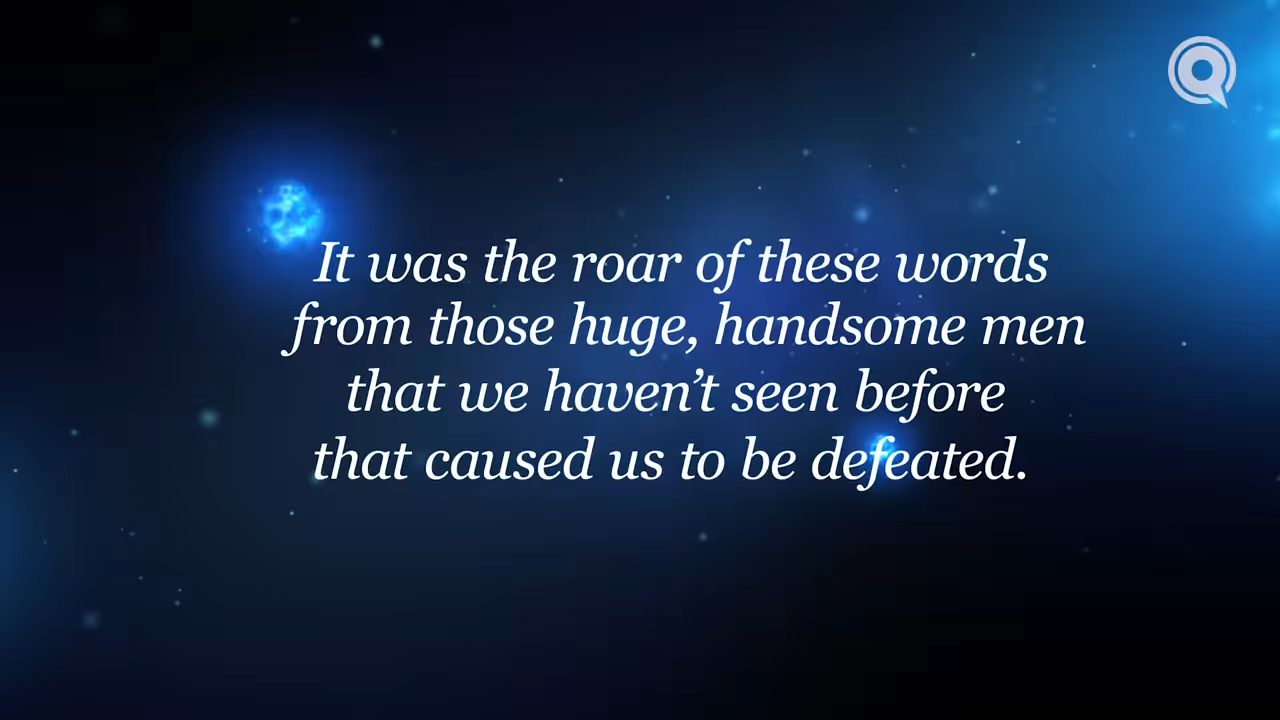 It was the roar of these words
from those huge, handsome men
that we haven’t seen before
that caused us to be defeated.